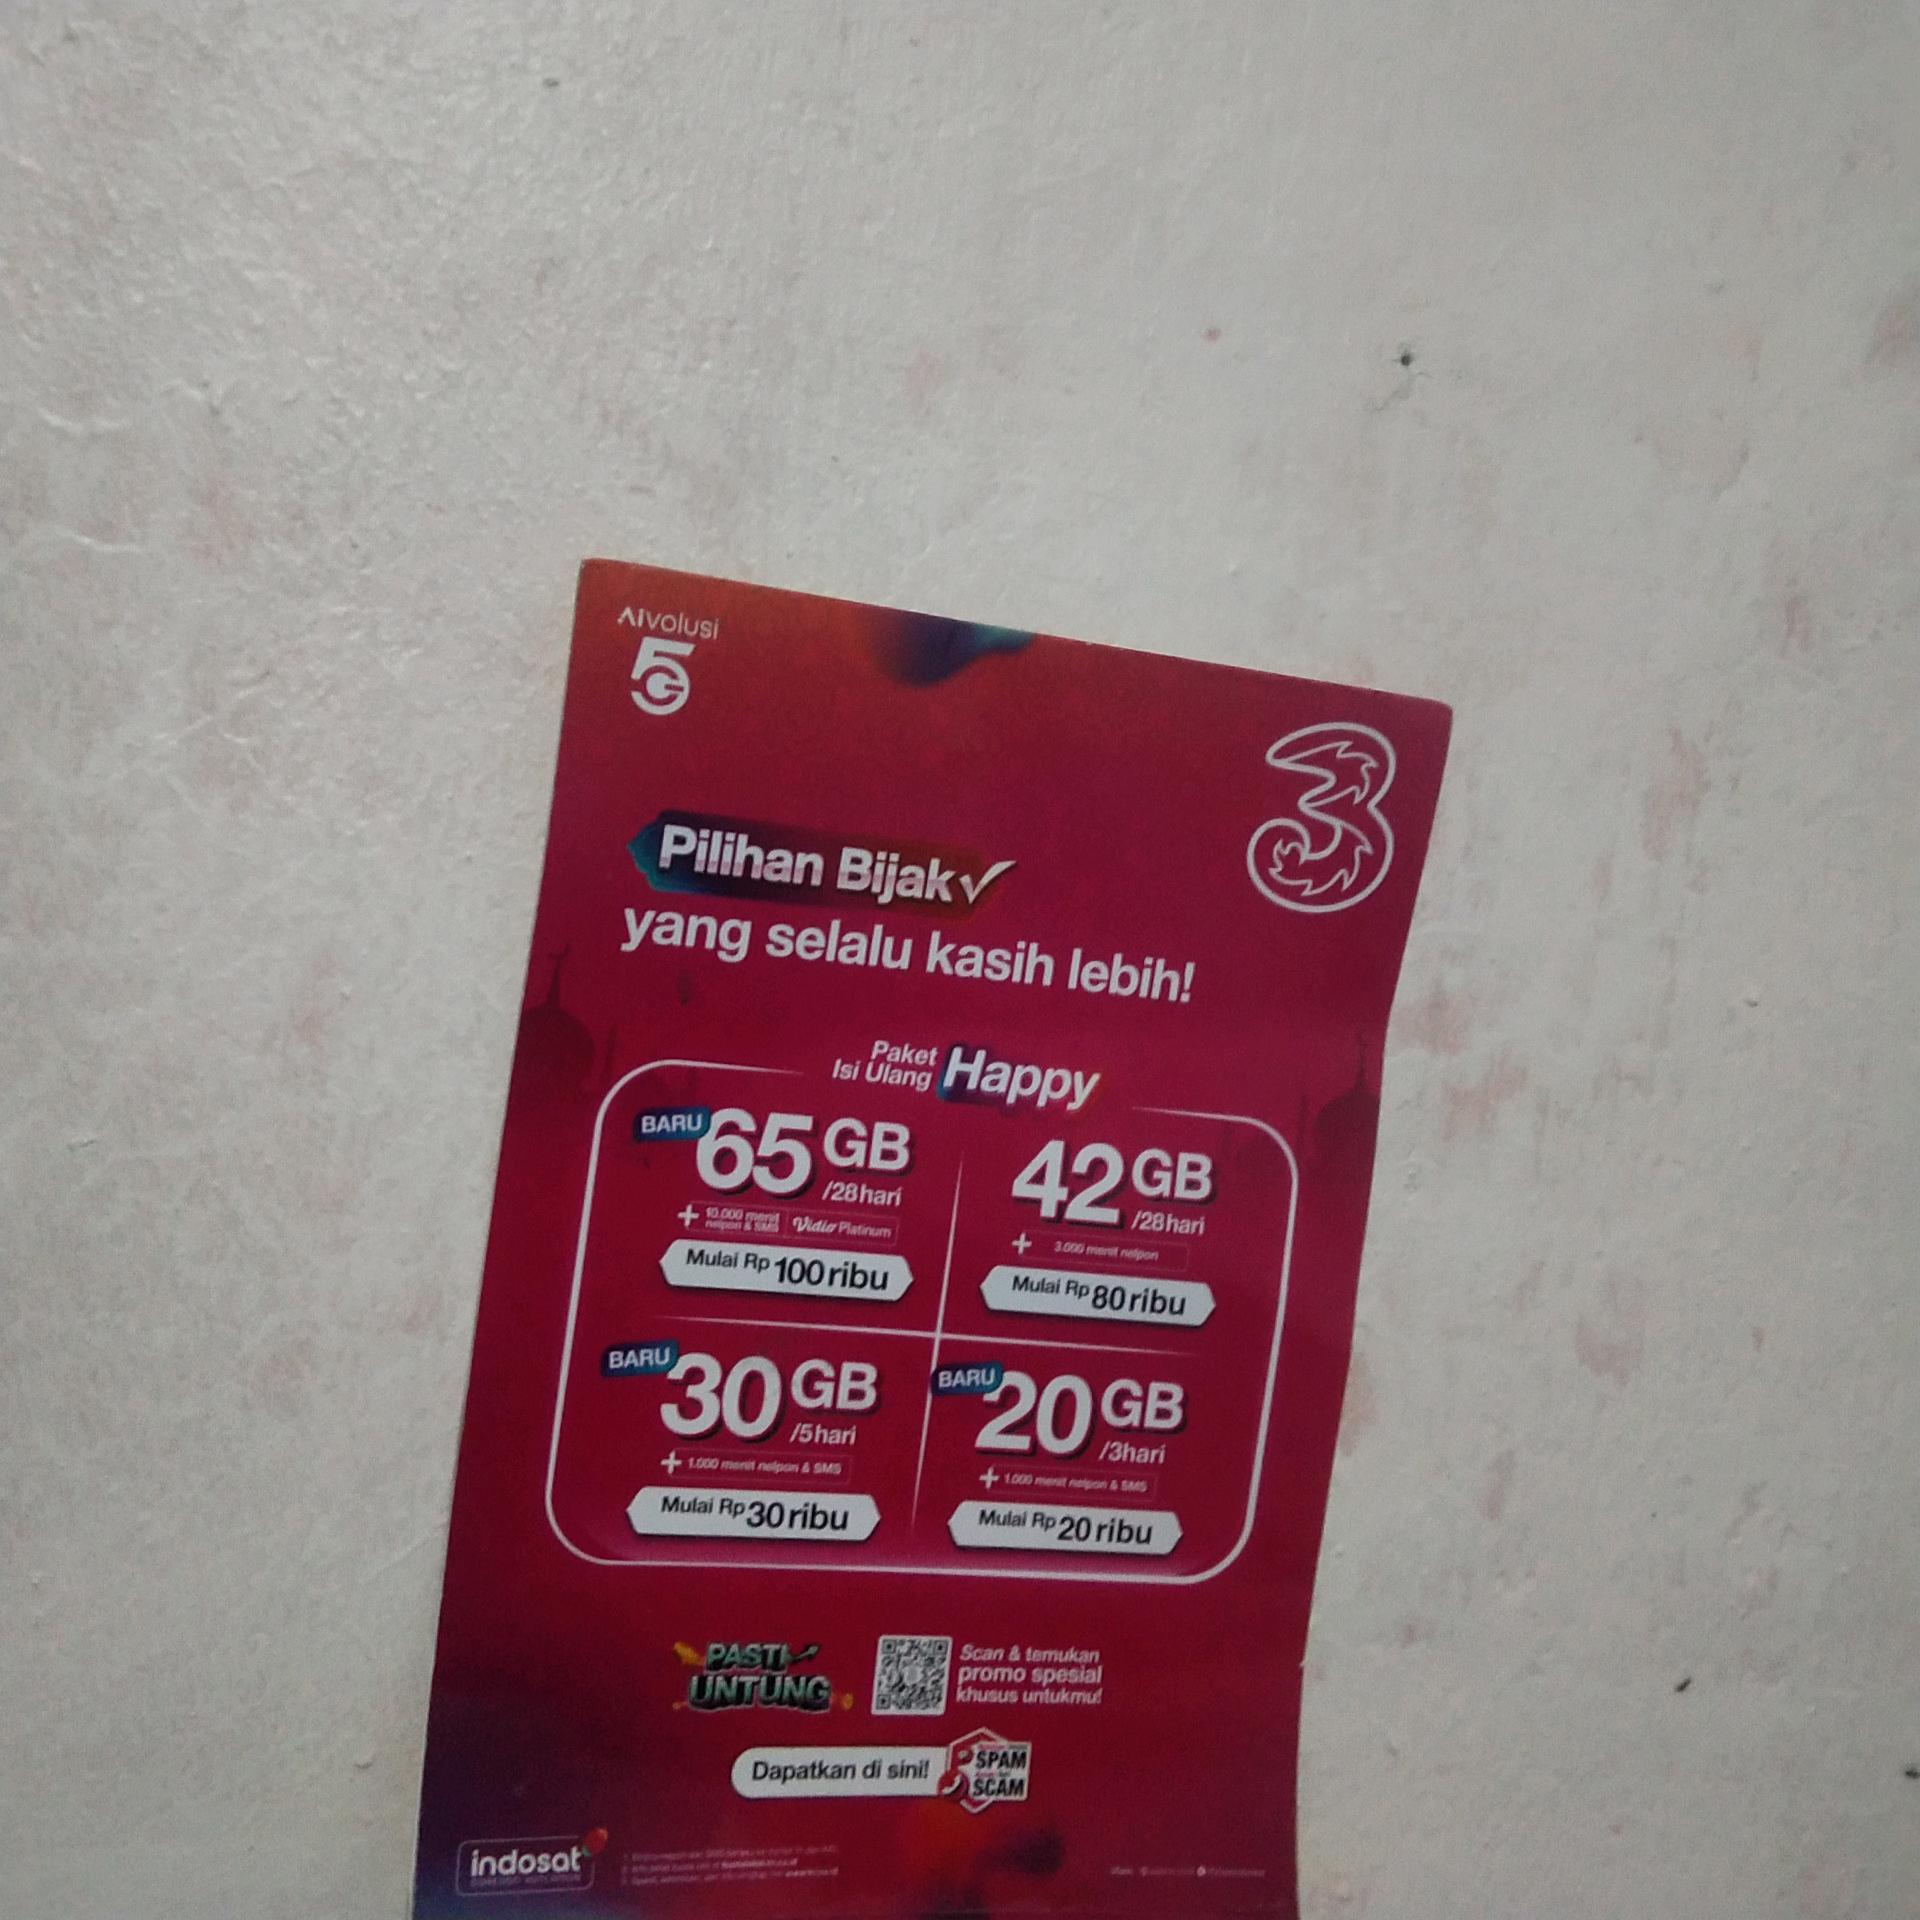 AIvolusi
5G
3
Pilihan Bijak
yang selalu kasih lebih!
Paket
Isi Ulang
Happy
BARU
65 GB
/28hari
+ 10.000 menit
nelpon & SMS
Vidio Platinum
Mulai Rp 100 ribu
42 GB
/28hari
+ 3.000 menit nelpon
Mulai Rp 80 ribu
BARU
30 GB
/5hari
+ 1.000 menit nelpon & SMS
Mulai Rp 30 ribu
BARU
20 GB
/3hari
+ 1.000 menit nelpon & SMS
Mulai Rp 20 ribu
PASTI
UNTUNG
Scan & temukan
promo spesial
khusus untukmu!
Dapatkan di sini!
SPAM
SCAM
indosat